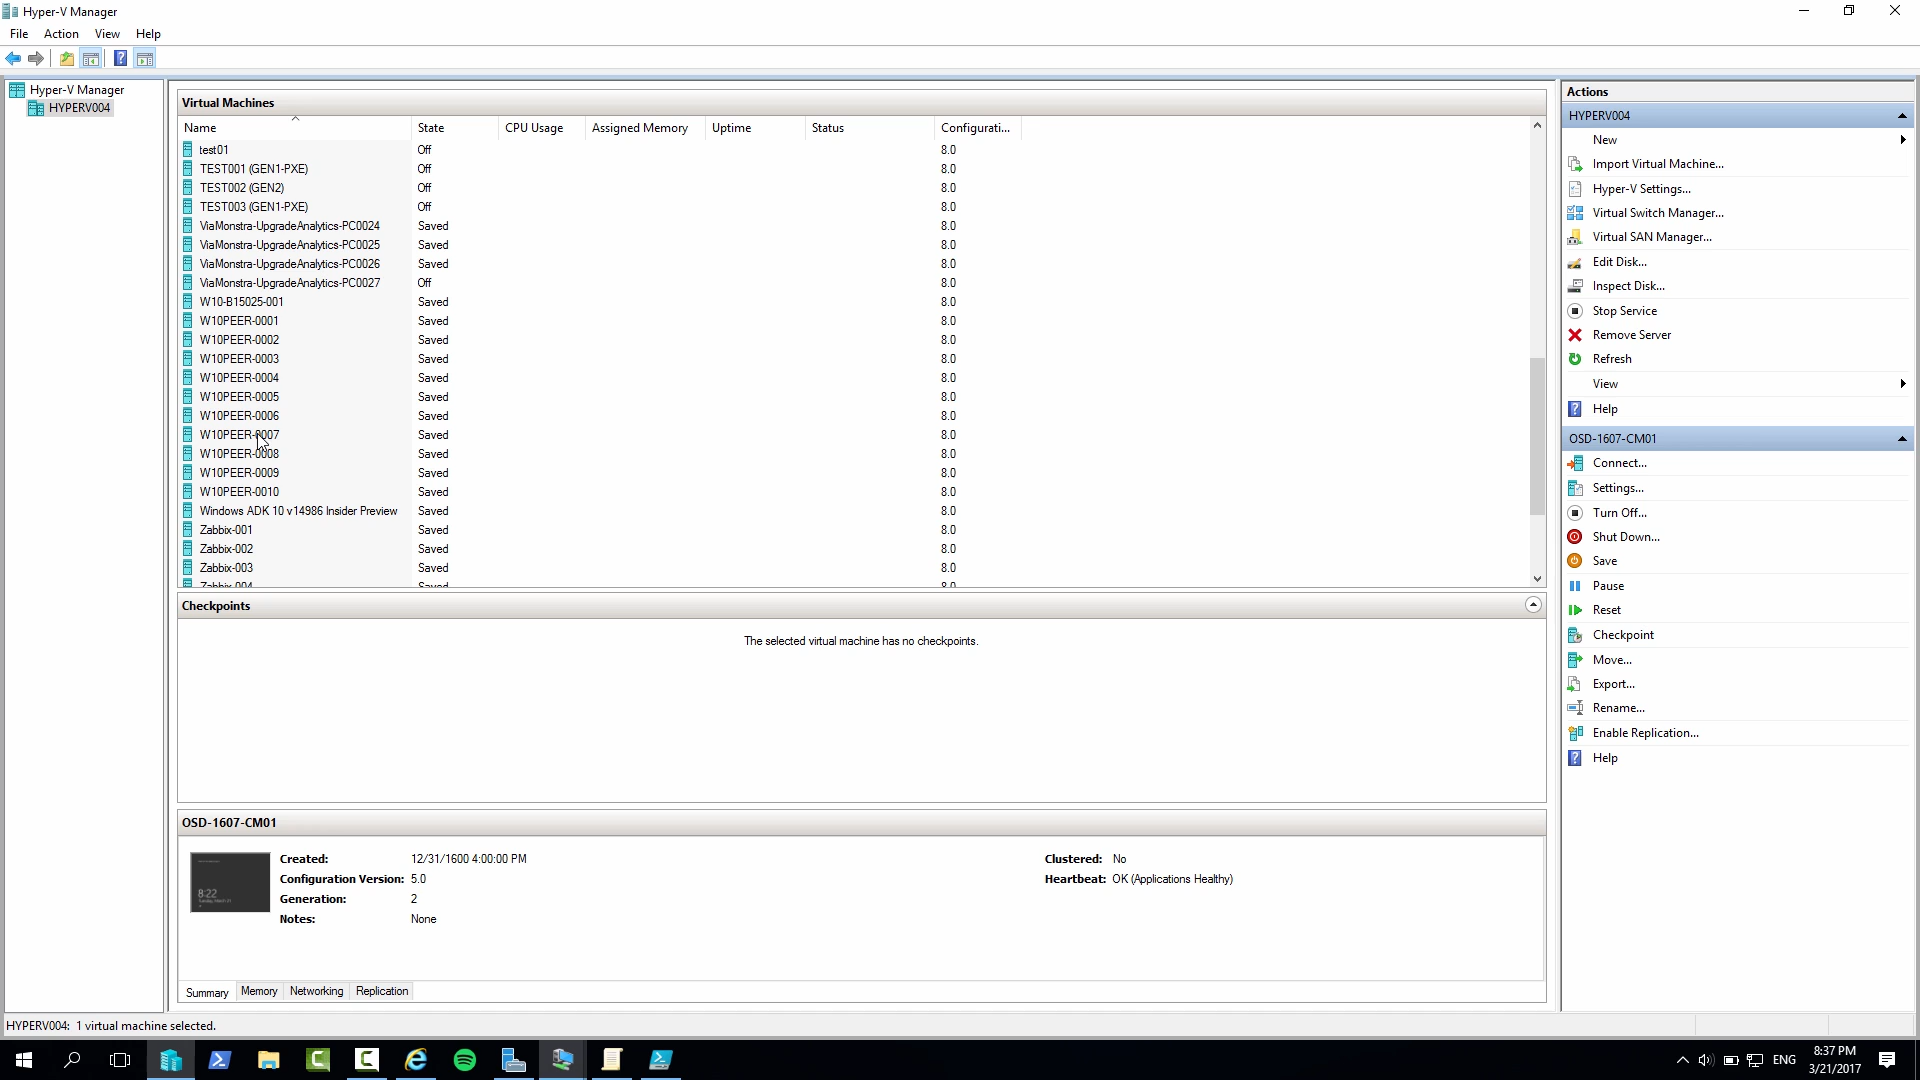 Hyper-V Manager
File Action View Help
Hyper-V Manager
HYPERV004
Virtual Machines
Name State CPU Usage Assigned Memory Uptime Status Configurati...
test01 Off 8.0
TEST001 (GEN1-PXE) Off 8.0
TEST002 (GEN2) Off 8.0
TEST003 (GEN1-PXE) Off 8.0
ViaMonstra-UpgradeAnalytics-PC0024 Saved 8.0
ViaMonstra-UpgradeAnalytics-PC0025 Saved 8.0
ViaMonstra-UpgradeAnalytics-PC0026 Saved 8.0
ViaMonstra-UpgradeAnalytics-PC0027 Off 8.0
W10-B15025-001 Saved 8.0
W10PEER-0001 Saved 8.0
W10PEER-0002 Saved 8.0
W10PEER-0003 Saved 8.0
W10PEER-0004 Saved 8.0
W10PEER-0005 Saved 8.0
W10PEER-0006 Saved 8.0
W10PEER-0007 Saved 8.0
W10PEER-0008 Saved 8.0
W10PEER-0009 Saved 8.0
W10PEER-0010 Saved 8.0
Windows ADK 10 v14986 Insider Preview Saved 8.0
Zabbix-001 Saved 8.0
Zabbix-002 Saved 8.0
Zabbix-003 Saved 8.0
Zabbix-004 Saved 8.0
Checkpoints
The selected virtual machine has no checkpoints.
OSD-1607-CM01
8:22
Created: 12/31/1600 4:00:00 PM Clustered: No
Configuration Version: 5.0 Heartbeat: OK (Applications Healthy)
Generation: 2
Notes: None
Summary Memory Networking Replication
Actions
HYPERV004
New
Import Virtual Machine...
Hyper-V Settings...
Virtual Switch Manager...
Virtual SAN Manager...
Edit Disk...
Inspect Disk...
Stop Service
Remove Server
Refresh
View
Help
OSD-1607-CM01
Connect...
Settings...
Turn Off...
Shut Down...
Save
Pause
Reset
Checkpoint
Move...
Export...
Rename...
Enable Replication...
Help
HYPERV004: 1 virtual machine selected.
ENG
8:37 PM
3/21/2017